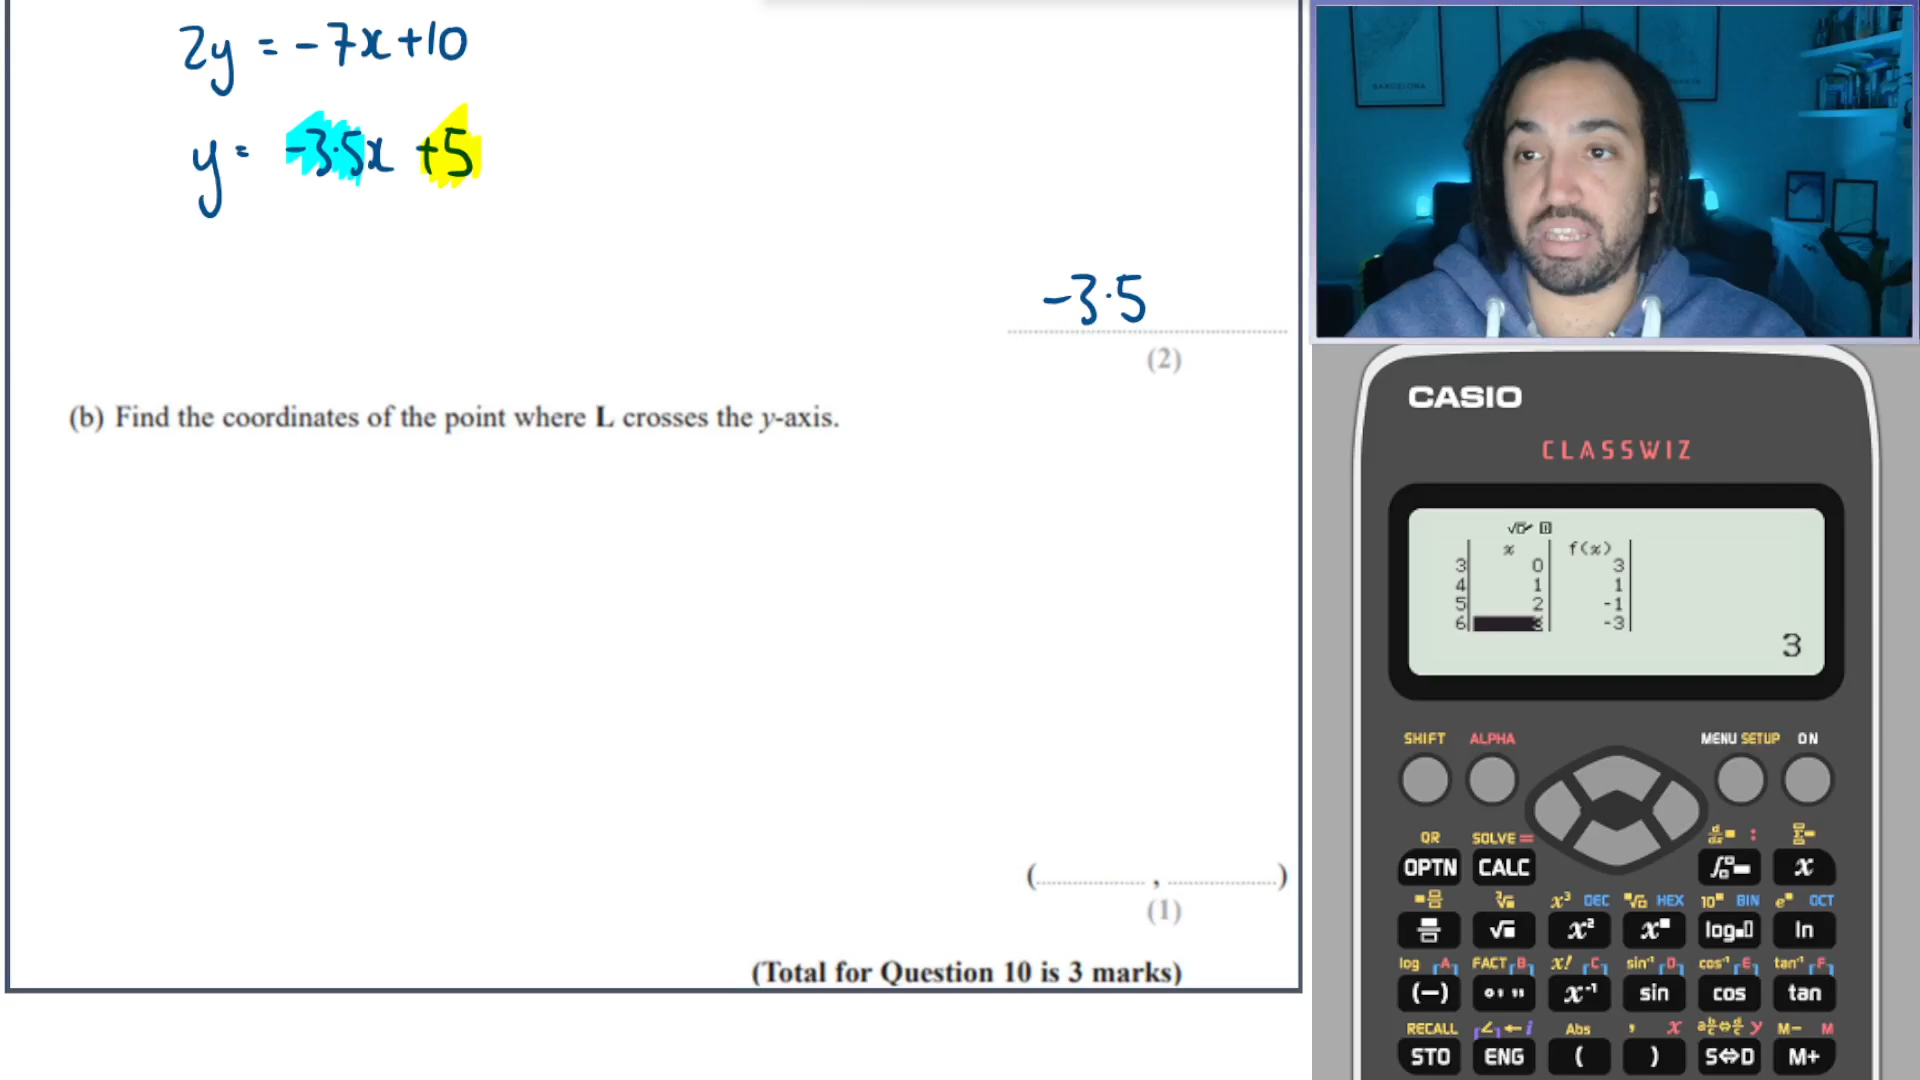 2y = -7x+10
y = -3.5x +5
-3.5
(2)
(b) Find the coordinates of the point where L crosses the y-axis.
(.................... , ....................)
(1)
(Total for Question 10 is 3 marks)
BARCELONA
CASIO
CLASSWIZ
x f(x)
3 0 3
4 1 1
5 2 -1
6 3 -3
3
SHIFT ALPHA MENU SETUP ON
QR SOLVE = d/dx :
OPTN CALC x
x³ DEC HEX 10 BIN e OCT
√ x² x log ln
log A FACT B x! C sin⁻¹ D cos⁻¹ E tan⁻¹ F
(−) x⁻¹ sin cos tan
RECALL ∠ ← i Abs , x y M− M
STO ENG ( ) S⇔D M+